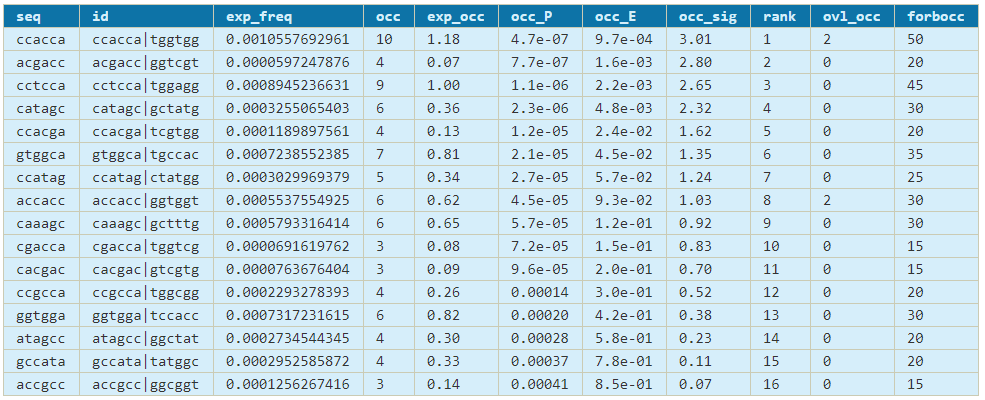 seq id exp_freq occ exp_occ occ_P occ_E occ_sig rank ovl_occ forbocc
ccacca ccacca|tggtgg 0.0010557692961 10 1.18 4.7e-07 9.7e-04 3.01 1 2 50
acgacc acgacc|ggtcgt 0.0000597247876 4 0.07 7.7e-07 1.6e-03 2.80 2 0 20
cctcca cctcca|tggagg 0.0008945236631 9 1.00 1.1e-06 2.2e-03 2.65 3 0 45
catagc catagc|gctatg 0.0003255065403 6 0.36 2.3e-06 4.8e-03 2.32 4 0 30
ccacga ccacga|tcgtgg 0.0001189897561 4 0.13 1.2e-05 2.4e-02 1.62 5 0 20
gtggca gtggca|tgccac 0.0007238552385 7 0.81 2.1e-05 4.5e-02 1.35 6 0 35
ccatag ccatag|ctatgg 0.0003029969379 5 0.34 2.7e-05 5.7e-02 1.24 7 0 25
accacc accacc|ggtggt 0.0005537554925 6 0.62 4.5e-05 9.3e-02 1.03 8 2 30
caaagc caaagc|gctttg 0.0005793316414 6 0.65 5.7e-05 1.2e-01 0.92 9 0 30
cgacca cgacca|tggtcg 0.0000691619762 3 0.08 7.2e-05 1.5e-01 0.83 10 0 15
cacgac cacgac|gtcgtg 0.0000763676404 3 0.09 9.6e-05 2.0e-01 0.70 11 0 15
ccgcca ccgcca|tggcgg 0.0002293278393 4 0.26 0.00014 3.0e-01 0.52 12 0 20
ggtgga ggtgga|tccacc 0.0007317231615 6 0.82 0.00020 4.2e-01 0.38 13 0 30
atagcc atagcc|ggctat 0.0002734544345 4 0.30 0.00028 5.8e-01 0.23 14 0 20
gccata gccata|tatggc 0.0002952585872 4 0.33 0.00037 7.8e-01 0.11 15 0 20
accgcc accgcc|ggcggt 0.0001256267416 3 0.14 0.00041 8.5e-01 0.07 16 0 15